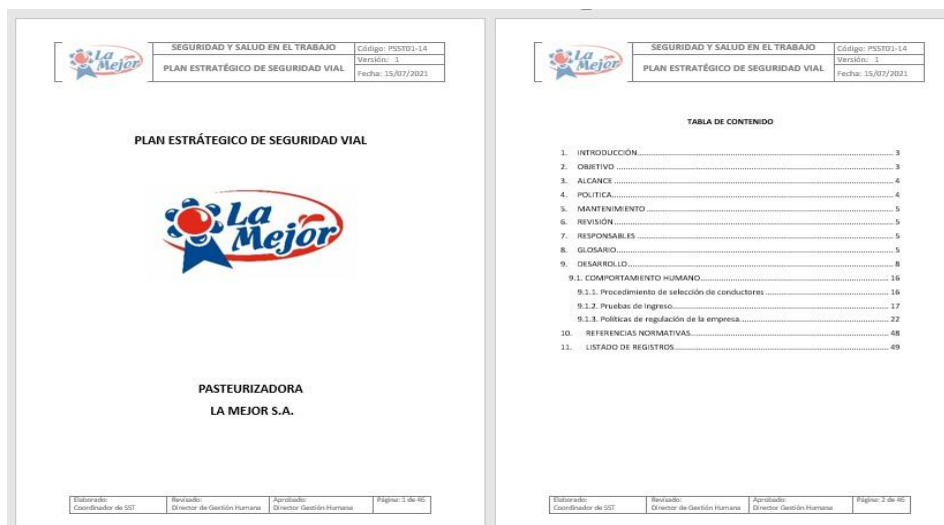 La Mejor
SEGURIDAD Y SALUD EN EL TRABAJO
PLAN ESTRATÉGICO DE SEGURIDAD VIAL
Código: PSST01-14
Versión: 1
Fecha: 15/07/2021
PLAN ESTRÁTEGICO DE SEGURIDAD VIAL
La Mejor
PASTEURIZADORA
LA MEJOR S.A.
Elaborado:
Coordinador de SST
Revisado:
Director de Gestión Humana
Aprobado:
Director Gestión Humana
Página: 1 de 46
La Mejor
SEGURIDAD Y SALUD EN EL TRABAJO
PLAN ESTRATÉGICO DE SEGURIDAD VIAL
Código: PSST01-14
Versión: 1
Fecha: 15/07/2021
TABLA DE CONTENIDO
1. INTRODUCCIÓN 3
2. OBJETIVO 3
3. ALCANCE 4
4. POLITICA 4
5. MANTENIMIENTO 5
6. REVISIÓN 5
7. RESPONSABLES 5
8. GLOSARIO 5
9. DESARROLLO 8
9.1. COMPORTAMIENTO HUMANO 16
9.1.1. Procedimiento de selección de conductores 16
9.1.2. Pruebas de Ingreso 17
9.1.3. Políticas de regulación de la empresa 22
10. REFERENCIAS NORMATIVAS 48
11. LISTADO DE REGISTROS 49
Elaborado:
Coordinador de SST
Revisado:
Director de Gestión Humana
Aprobado:
Director Gestión Humana
Página: 2 de 46